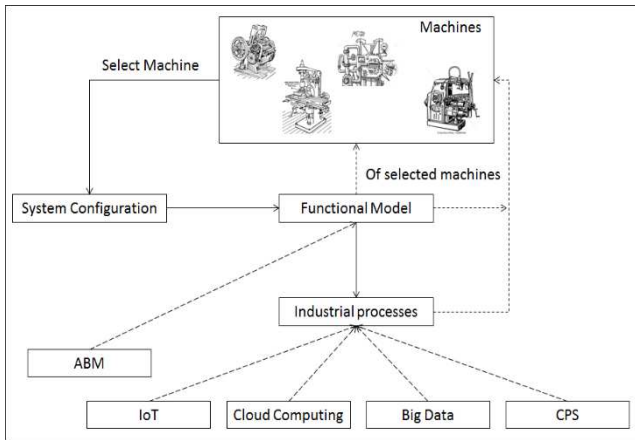 Machines
Select Machine
Of selected machines
System Configuration
Functional Model
Industrial processes
ABM
IoT
Cloud Computing
Big Data
CPS